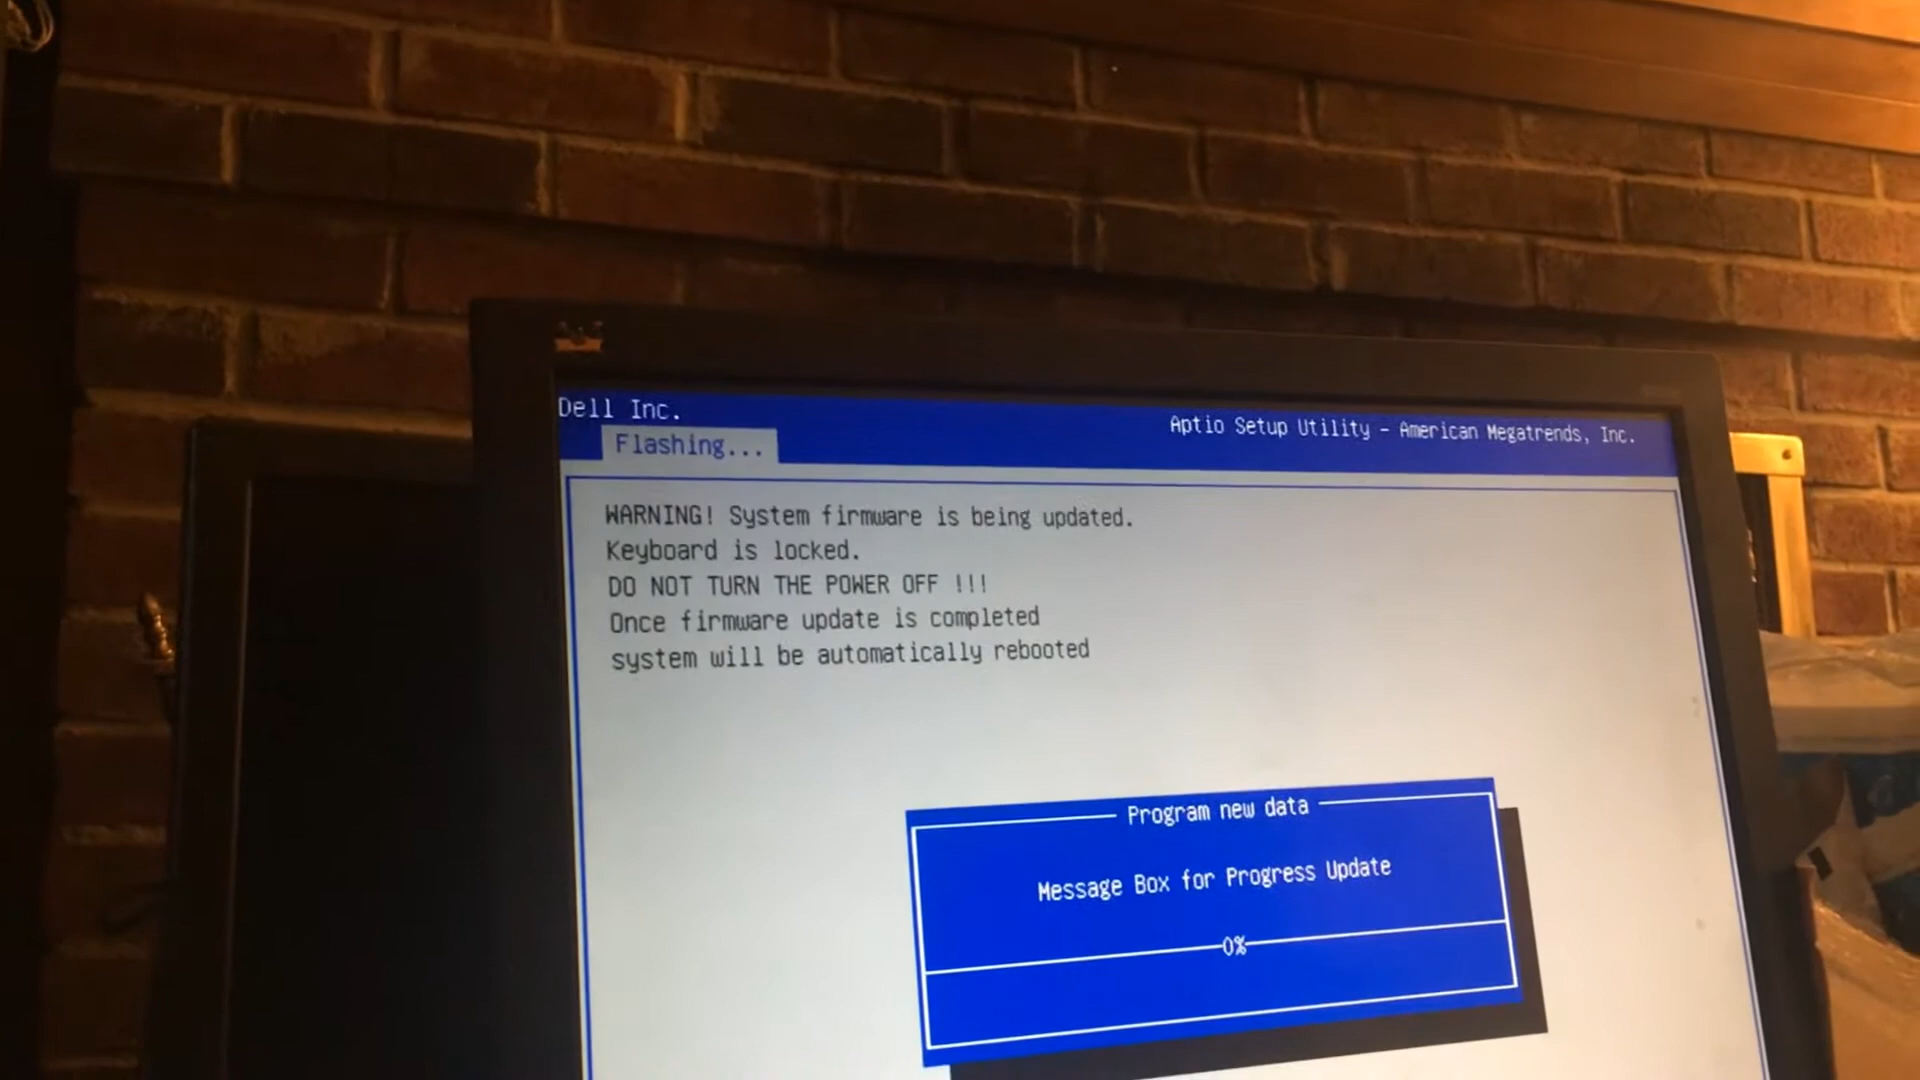 Dell Inc.
Aptio Setup Utility – American Megatrends, Inc.
Flashing...
WARNING! System firmware is being updated.
Keyboard is locked.
DO NOT TURN THE POWER OFF !!!
Once firmware update is completed
system will be automatically rebooted
Program new data
Message Box for Progress Update
0%